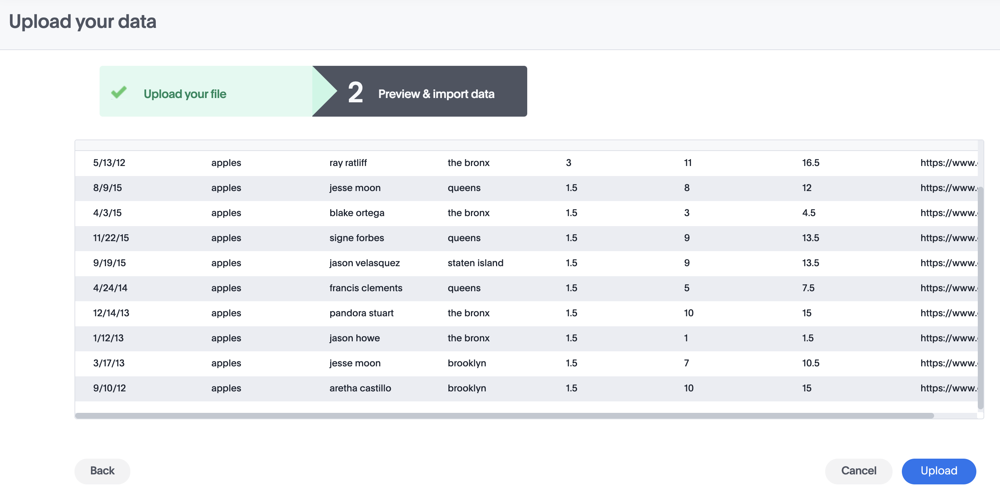 Upload your data
Upload your file
2 Preview & import data
5/13/12 apples ray ratliff the bronx 3 11 16.5 https://www.
8/9/15 apples jesse moon queens 1.5 8 12 https://www.
4/3/15 apples blake ortega the bronx 1.5 3 4.5 https://www.
11/22/15 apples signe forbes queens 1.5 9 13.5 https://www.
9/19/15 apples jason velasquez staten island 1.5 9 13.5 https://www.
4/24/14 apples francis clements queens 1.5 5 7.5 https://www.
12/14/13 apples pandora stuart the bronx 1.5 10 15 https://www.
1/12/13 apples jason howe the bronx 1.5 1 1.5 https://www.
3/17/13 apples jesse moon brooklyn 1.5 7 10.5 https://www.
9/10/12 apples aretha castillo brooklyn 1.5 10 15 https://www.
Back Cancel Upload